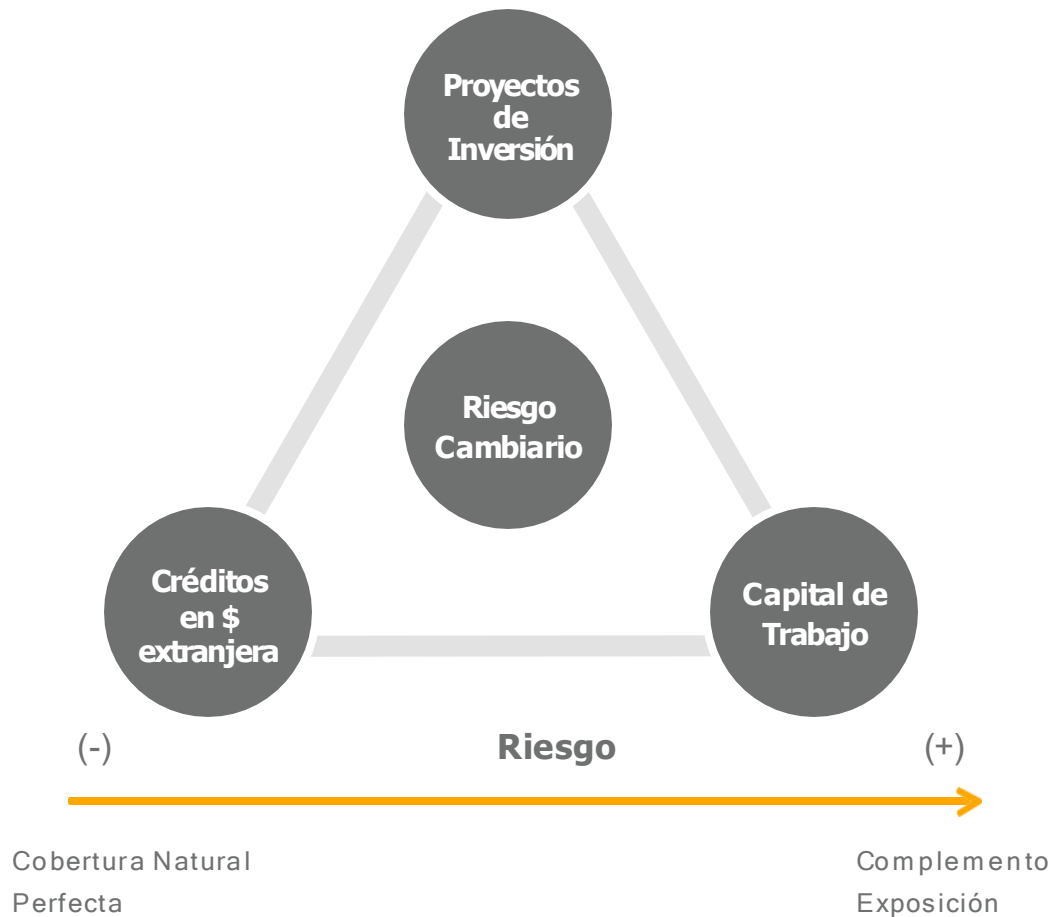 Proyectos
de
Inversión
Riesgo
Cambiario
Créditos
en $
extranjera
Capital de
Trabajo
(-)
Riesgo
(+)
Cobertura Natural
Perfecta
Complemento
Exposición